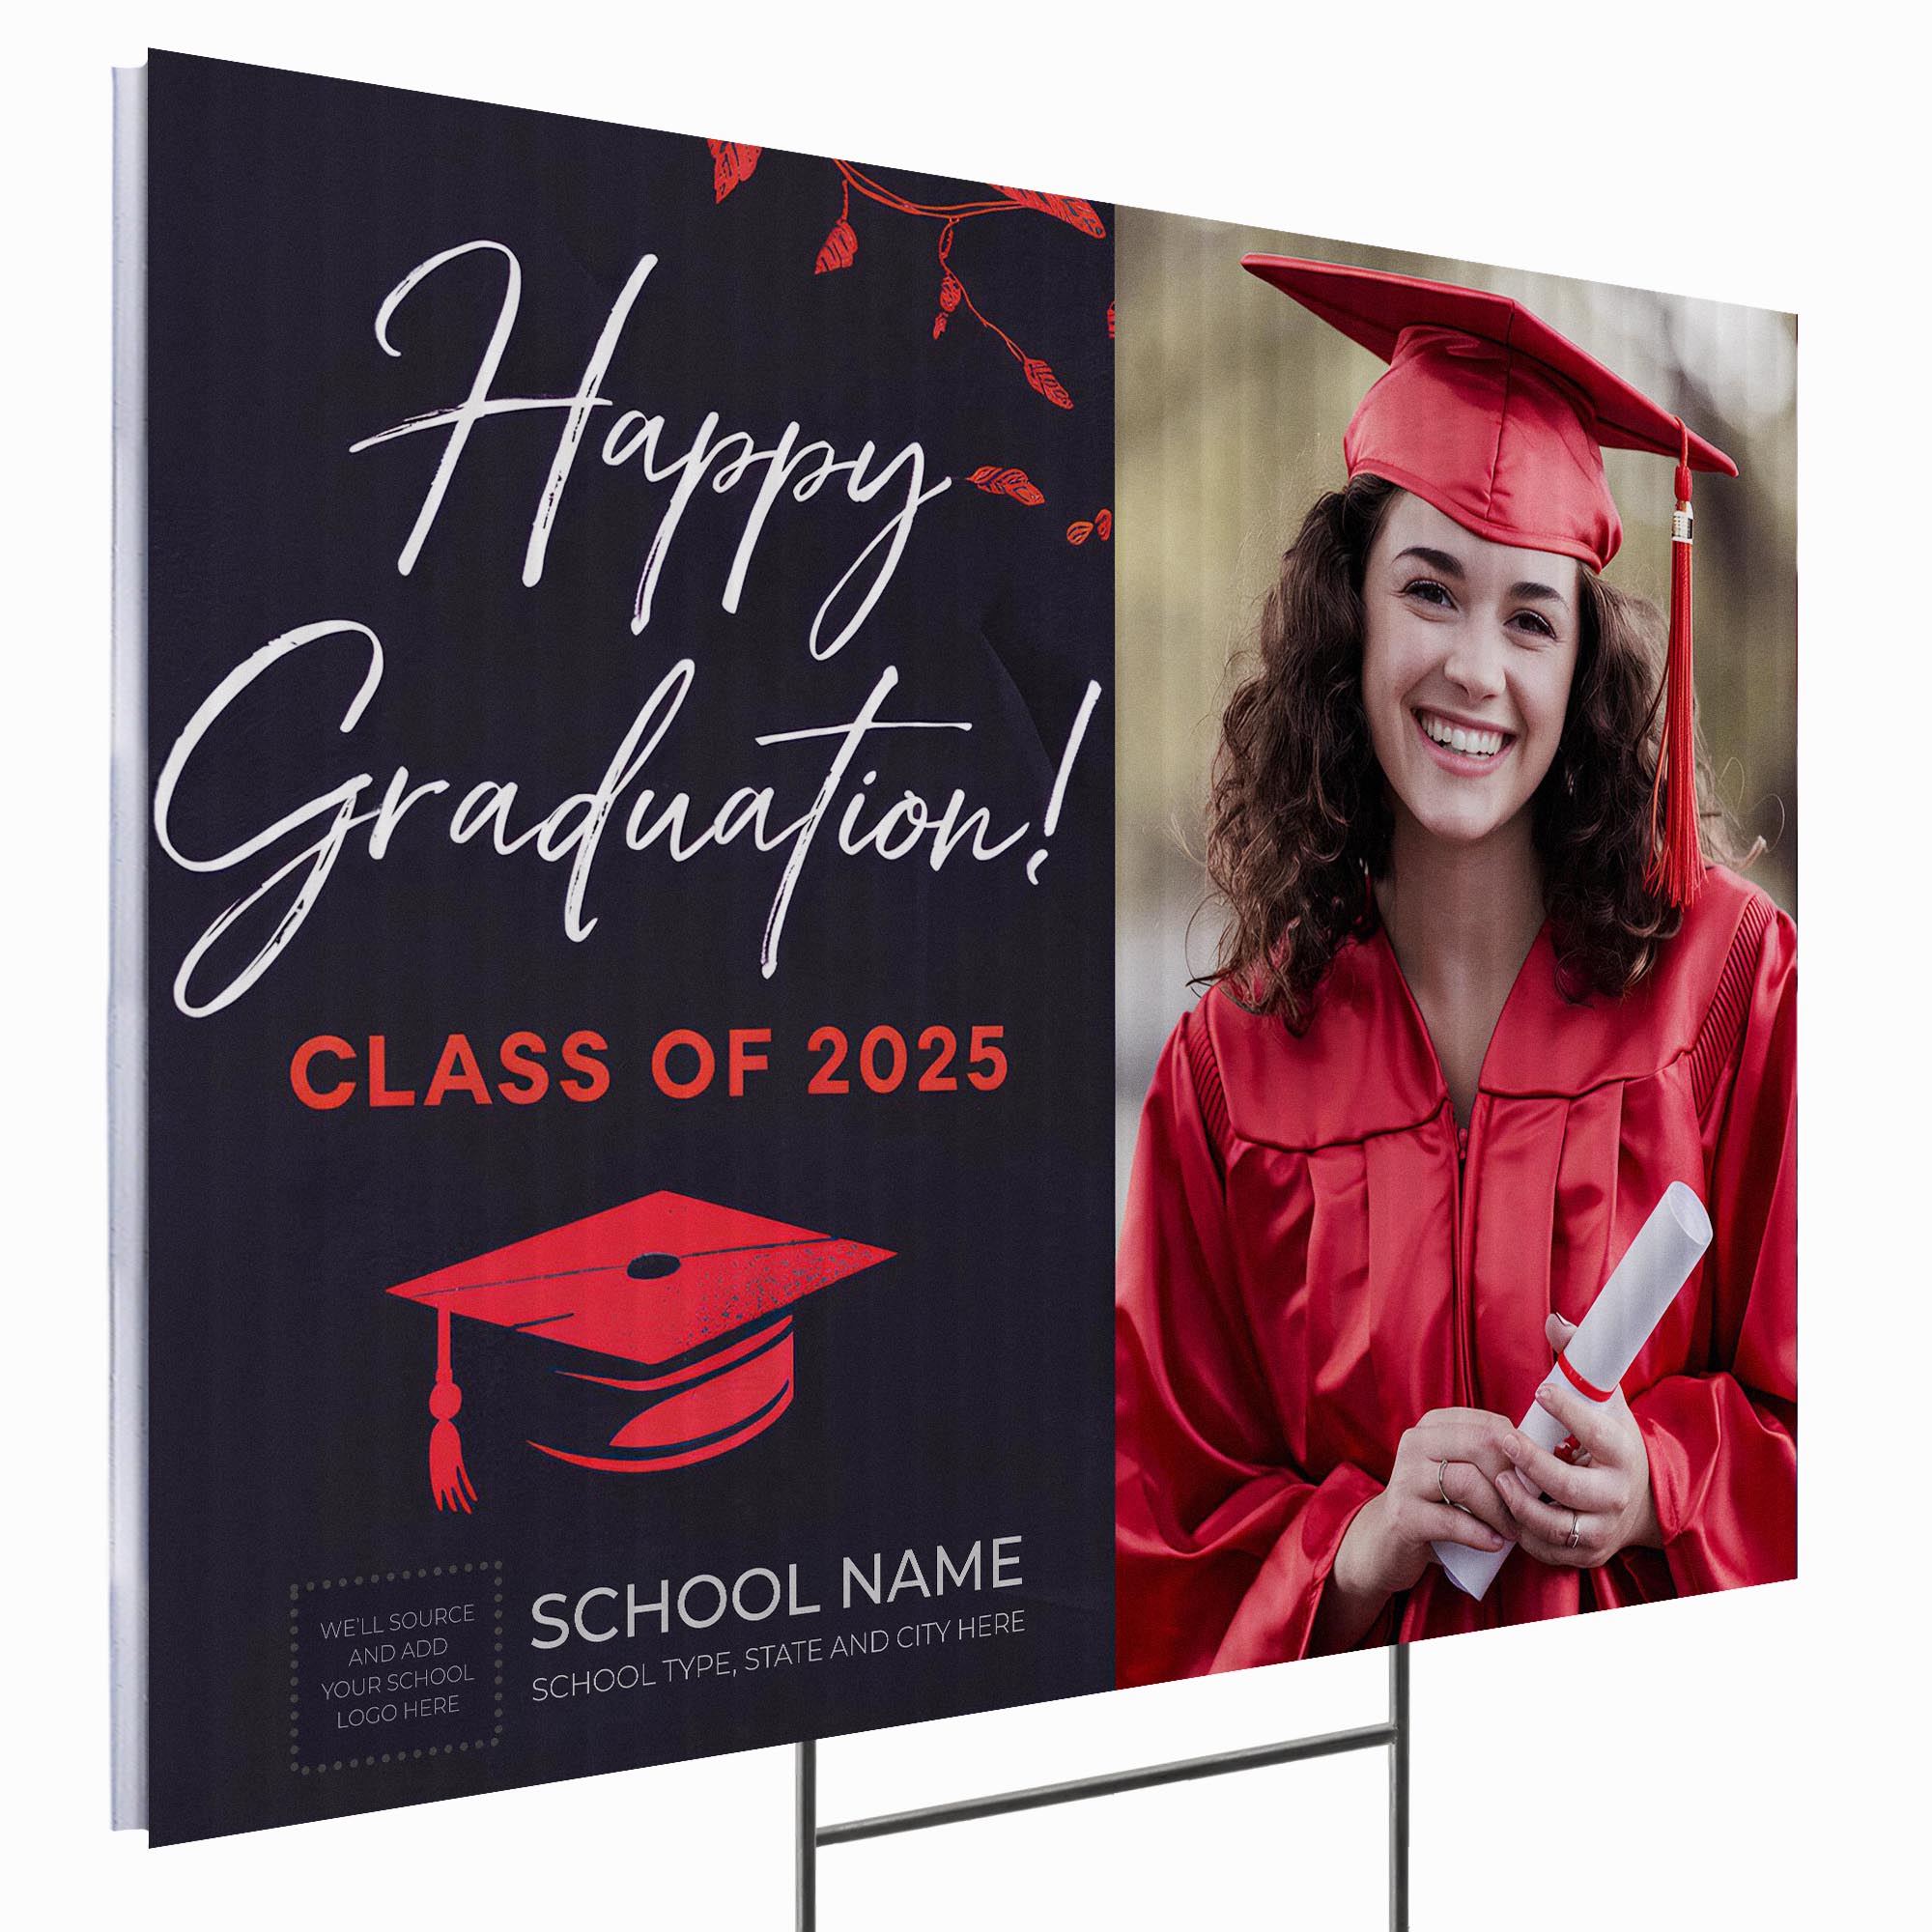 Happy
Graduation!
CLASS OF 2025
WE'LL SOURCE
AND ADD
YOUR SCHOOL
LOGO HERE
SCHOOL NAME
SCHOOL TYPE, STATE AND CITY HERE